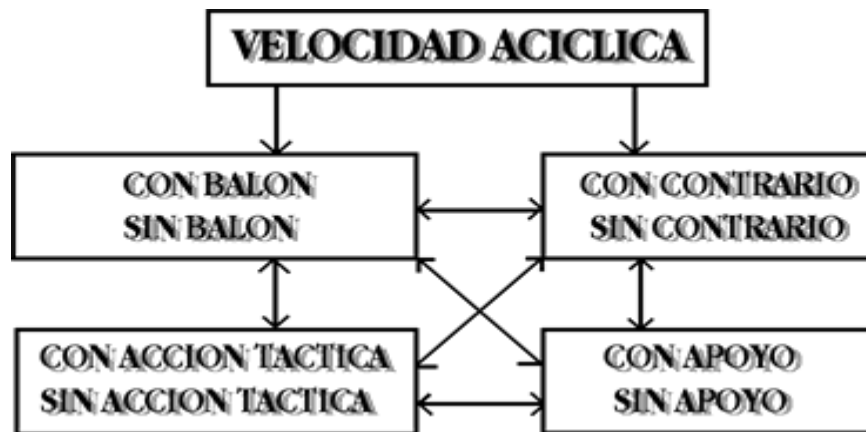 VELOCIDAD ACICLICA
CON BALON
SIN BALON
CON CONTRARIO
SIN CONTRARIO
CON ACCION TACTICA
SIN ACCION TACTICA
CON APOYO
SIN APOYO